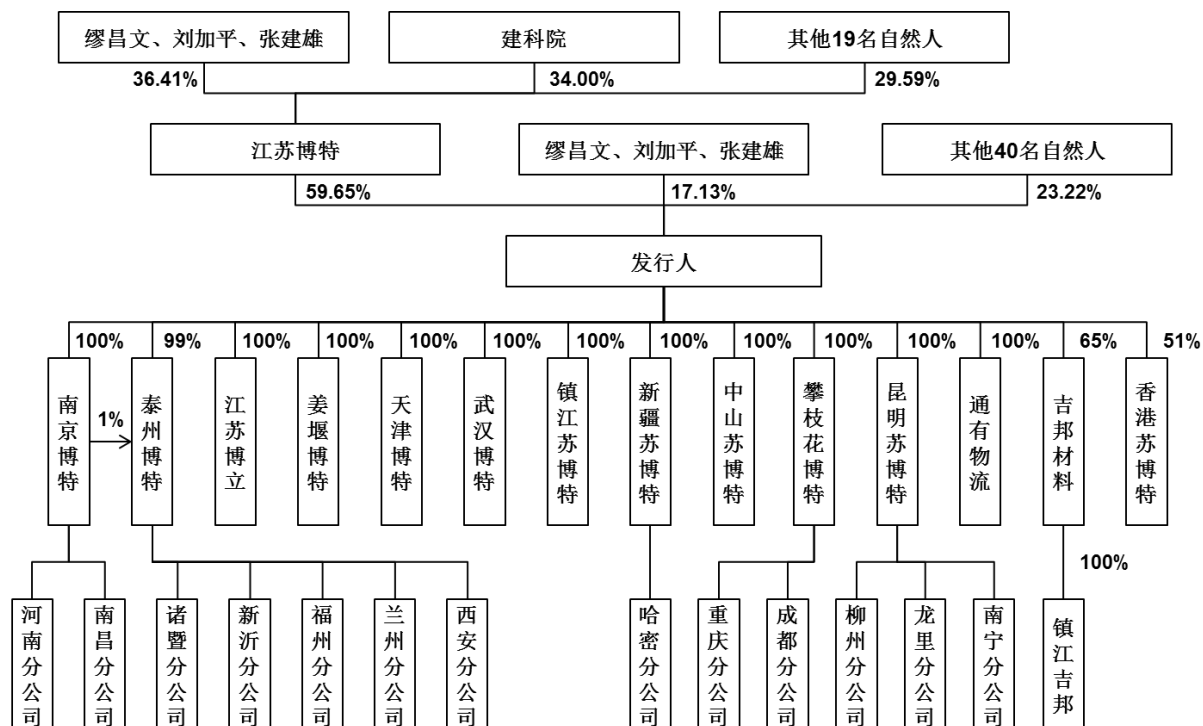 缪昌文、刘加平、张建雄
建科院
其他19名自然人
36.41%
34.00%
29.59%
江苏博特
缪昌文、刘加平、张建雄
其他40名自然人
59.65%
17.13%
23.22%
发行人
100%
99%
100%
100%
100%
100%
100%
100%
100%
100%
100%
100%
65%
51%
南京博特
1%
泰州博特
江苏博立
姜堰博特
天津博特
武汉博特
镇江苏博特
新疆苏博特
中山苏博特
攀枝花博特
昆明苏博特
通有物流
吉邦材料
香港苏博特
100%
河南分公司
南昌分公司
诸暨分公司
新沂分公司
福州分公司
兰州分公司
西安分公司
哈密分公司
重庆分公司
成都分公司
柳州分公司
龙里分公司
南宁分公司
镇江吉邦